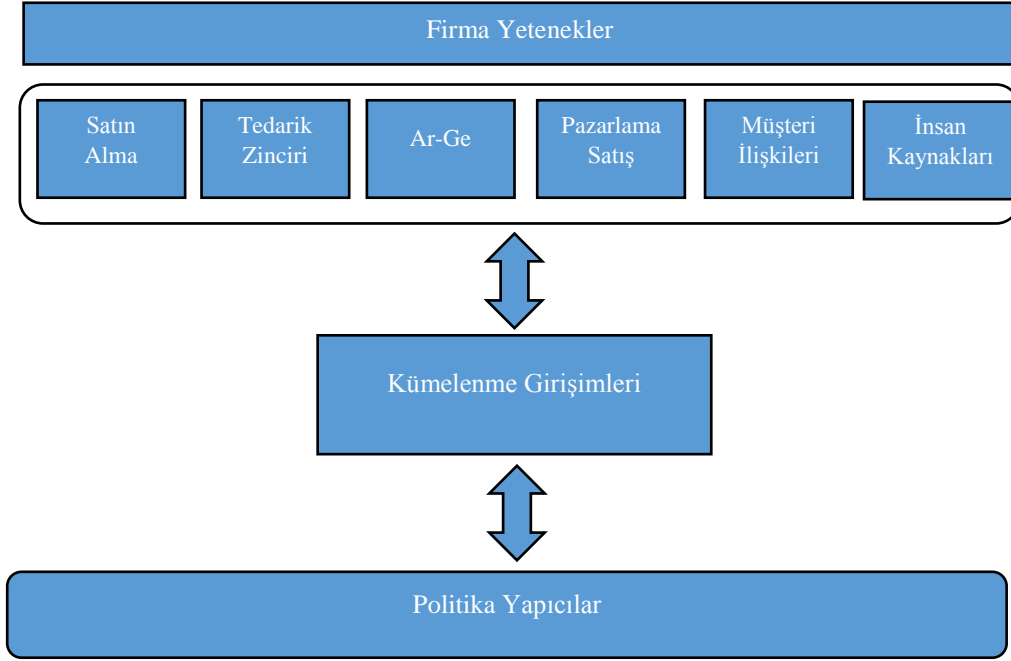 Firma Yetenekler
Satın
Alma
Tedarik
Zinciri
Ar-Ge
Pazarlama
Satış
Müşteri
İlişkileri
İnsan
Kaynakları
Kümelenme Girişimleri
Politika Yapıcılar